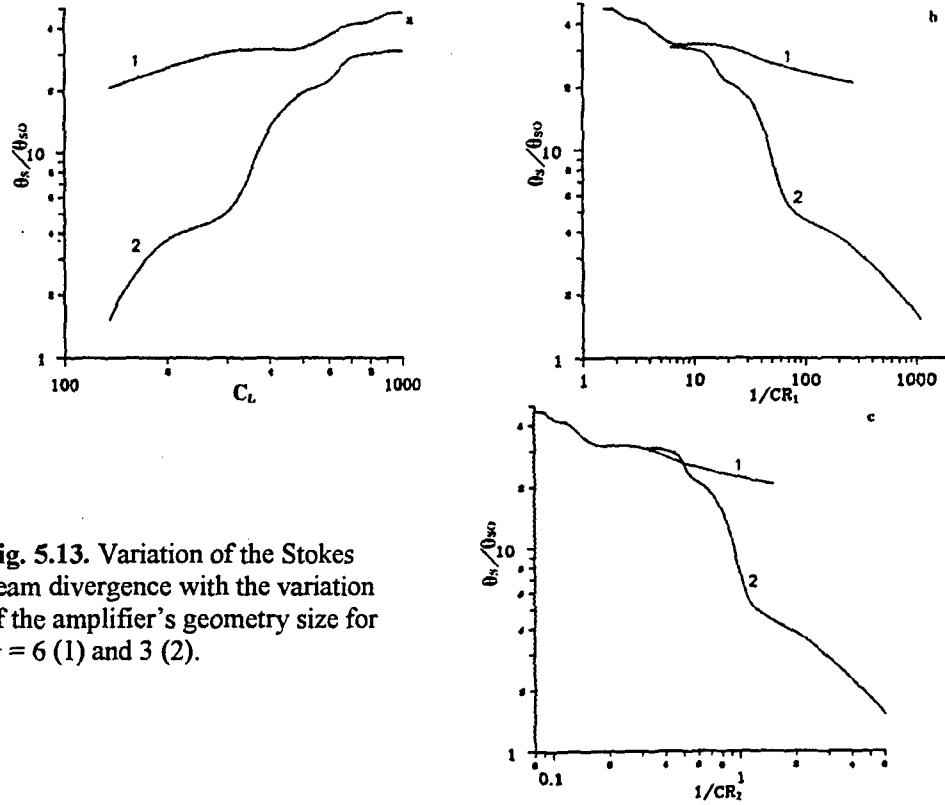 a
1
2
θs/θso
10
1
100
1000
C_L
b
1
2
θs/θso
10
1
1
10
100
1000
1/CR₁
c
1
2
θs/θso
10
1
0.1
1
1/CR₂
ig. 5.13. Variation of the Stokes
eam divergence with the variation
f the amplifier's geometry size for
= 6 (1) and 3 (2).